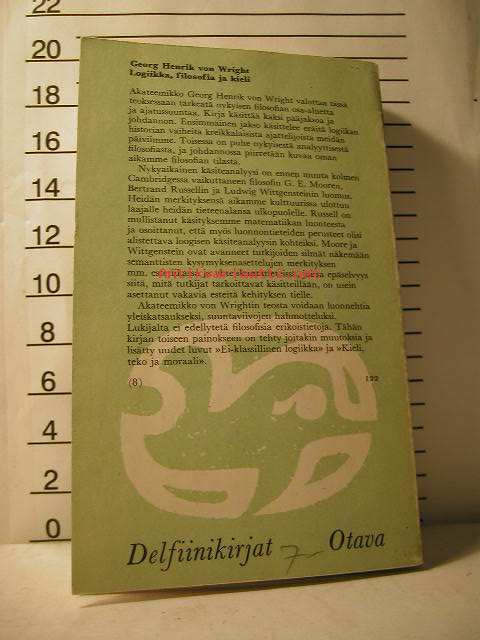 22
20
18
16
14
12
10
8
6
4
2
0
Georg Henrik von Wright
Logiikka, filosofia ja kieli
Akateemikko Georg Henrik von Wright valottaa tässä
teoksessaan tärkeätä nykyisen filosofian osa-aluetta
ja ajatussuuntaa. Kirja käsittää kaksi pääjaksoa ja
johdannon. Ensimmäinen jakso käsittelee eräitä logiikan
historian vaiheita kreikkalaisista ajattelijoista meidän
päiviimme. Toisessa on puhe nykyisestä analyyttisestä
filosofiasta, ja johdannossa piirretään kuvaa oman
aikamme filosofian tilasta.
Nykyaikainen käsiteanalyysi on ennen muuta kolmen
Cambridgessa vaikuttaneen filosofin G. E. Mooren,
Bertrand Russellin ja Ludwig Wittgensteinin luomus.
Heidän merkityksensä aikamme kulttuurissa ulottuu
laajalle heidän tieteenalansa ulkopuolelle. Russell on
mullistanut käsityksemme matematiikan luonteesta
ja osoittanut, että myös luonnontieteiden perusteet olisi
alistettava loogisen käsiteanalyysin kohteiksi. Moore ja
Wittgenstein ovat avanneet tutkijoiden silmät näkemään
semanttisten kysymyksenasettelujen merkityksen
mm. epäselvyys
siitä, mitä tutkijat tarkoittavat käsitteillään, on usein
asettanut vakavia esteitä kehityksen tielle.
Akateemikko von Wrightin teosta voidaan luonnehtia
yleiskatsaukseksi, suuntaviivojen hahmotteluksi.
Lukijalta ei edellytetä filosofisia erikoistietoja. Tähän
kirjan toiseen painokseen on tehty joitakin muutoksia ja
lisätty uudet luvut »Ei-klassillinen logiikka» ja »Kieli,
teko ja moraali».
(8) 122
Delfiinikirjat 7- Otava